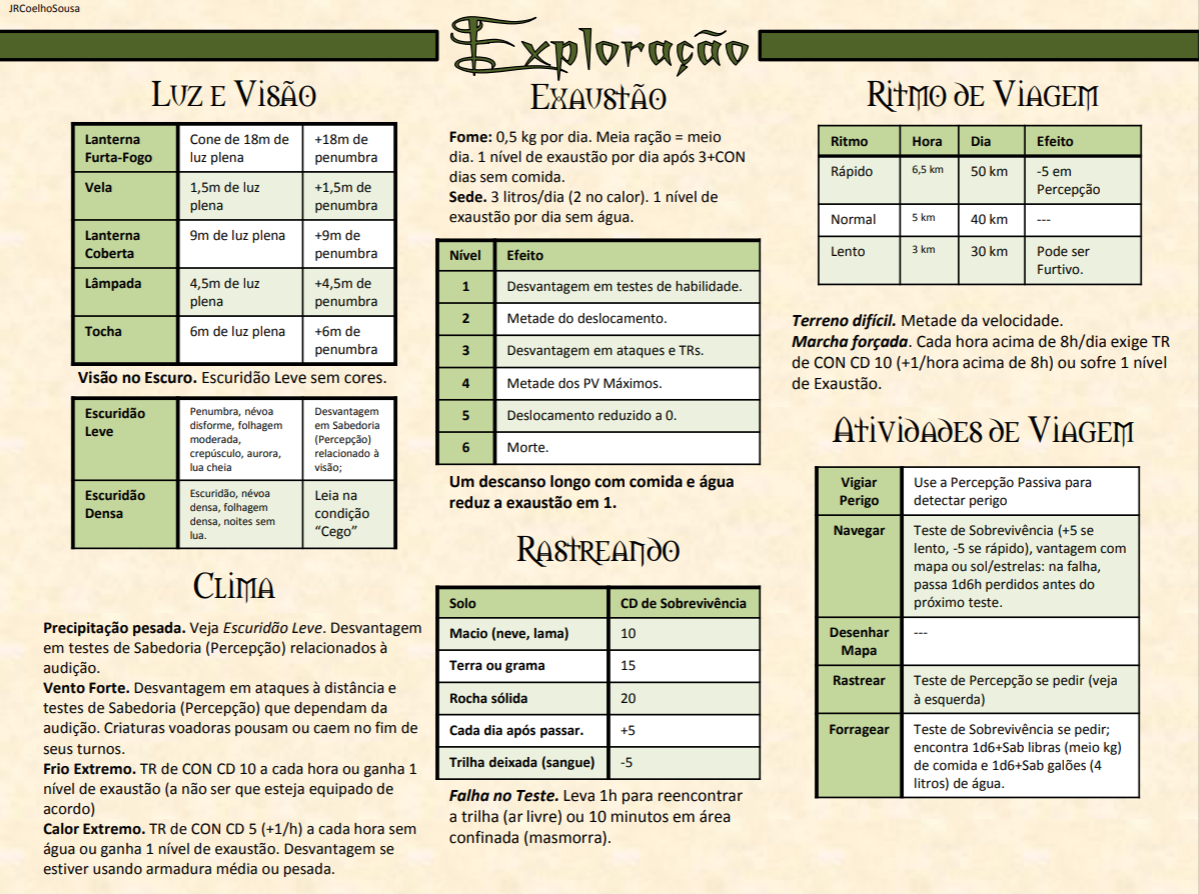 JRCoelhoSousa
Exploração
Luz e Visão
Lanterna Furta-Fogo | Cone de 18m de luz plena | +18m de penumbra
Vela | 1,5m de luz plena | +1,5m de penumbra
Lanterna Coberta | 9m de luz plena | +9m de penumbra
Lâmpada | 4,5m de luz plena | +4,5m de penumbra
Tocha | 6m de luz plena | +6m de penumbra
Visão no Escuro. Escuridão Leve sem cores.
Escuridão Leve | Penumbra, névoa disforme, folhagem moderada, crepúsculo, aurora, lua cheia | Desvantagem em Sabedoria (Percepção) relacionado à visão;
Escuridão Densa | Escuridão, névoa densa, folhagem densa, noites sem lua. | Leia na condição “Cego”
Clima
Precipitação pesada. Veja Escuridão Leve. Desvantagem
em testes de Sabedoria (Percepção) relacionados à
audição.
Vento Forte. Desvantagem em ataques à distância e
testes de Sabedoria (Percepção) que dependam da
audição. Criaturas voadoras pousam ou caem no fim de
seus turnos.
Frio Extremo. TR de CON CD 10 a cada hora ou ganha 1
nível de exaustão (a não ser que esteja equipado de
acordo)
Calor Extremo. TR de CON CD 5 (+1/h) a cada hora sem
água ou ganha 1 nível de exaustão. Desvantagem se
estiver usando armadura média ou pesada.
Exaustão
Fome: 0,5 kg por dia. Meia ração = meio
dia. 1 nível de exaustão por dia após 3+CON
dias sem comida.
Sede. 3 litros/dia (2 no calor). 1 nível de
exaustão por dia sem água.
Nível | Efeito
1 | Desvantagem em testes de habilidade.
2 | Metade do deslocamento.
3 | Desvantagem em ataques e TRs.
4 | Metade dos PV Máximos.
5 | Deslocamento reduzido a 0.
6 | Morte.
Um descanso longo com comida e água
reduz a exaustão em 1.
Rastreando
Solo | CD de Sobrevivência
Macio (neve, lama) | 10
Terra ou grama | 15
Rocha sólida | 20
Cada dia após passar. | +5
Trilha deixada (sangue) | -5
Falha no Teste. Leva 1h para reencontrar
a trilha (ar livre) ou 10 minutos em área
confinada (masmorra).
Ritmo de Viagem
Ritmo | Hora | Dia | Efeito
Rápido | 6,5 km | 50 km | -5 em Percepção
Normal | 5 km | 40 km | ---
Lento | 3 km | 30 km | Pode ser Furtivo.
Terreno difícil. Metade da velocidade.
Marcha forçada. Cada hora acima de 8h/dia exige TR
de CON CD 10 (+1/hora acima de 8h) ou sofre 1 nível
de Exaustão.
Atividades de Viagem
Vigiar Perigo | Use a Percepção Passiva para detectar perigo
Navegar | Teste de Sobrevivência (+5 se lento, -5 se rápido), vantagem com mapa ou sol/estrelas: na falha, passa 1d6h perdidos antes do próximo teste.
Desenhar Mapa | ---
Rastrear | Teste de Percepção se pedir (veja à esquerda)
Forragear | Teste de Sobrevivência se pedir; encontra 1d6+Sab libras (meio kg) de comida e 1d6+Sab galões (4 litros) de água.